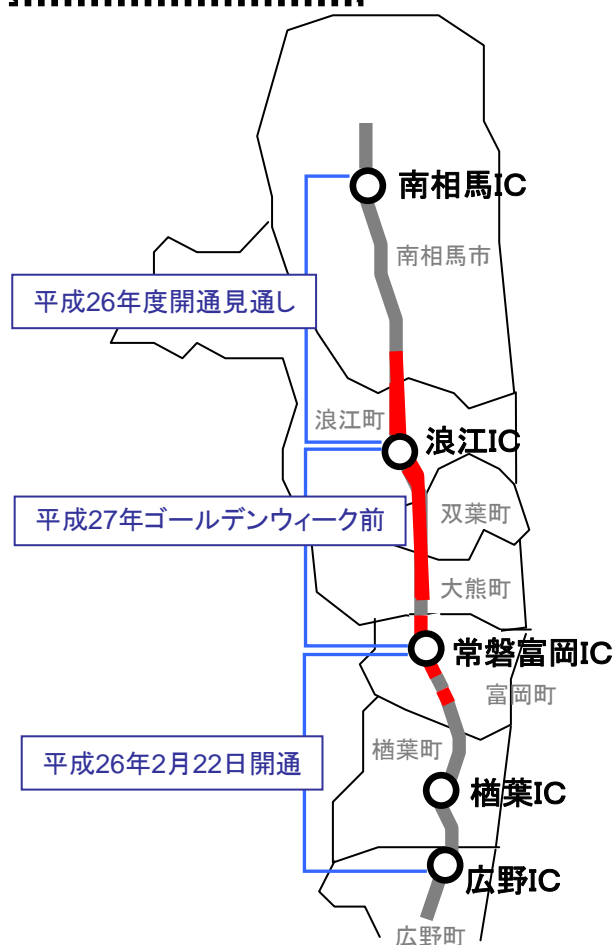 南相馬IC
南相馬市
平成26年度開通見通し
浪江町
浪江IC
双葉町
平成27年ゴールデンウィーク前
大熊町
常磐富岡IC
富岡町
楢葉町
平成26年2月22日開通
楢葉IC
広野IC
広野町